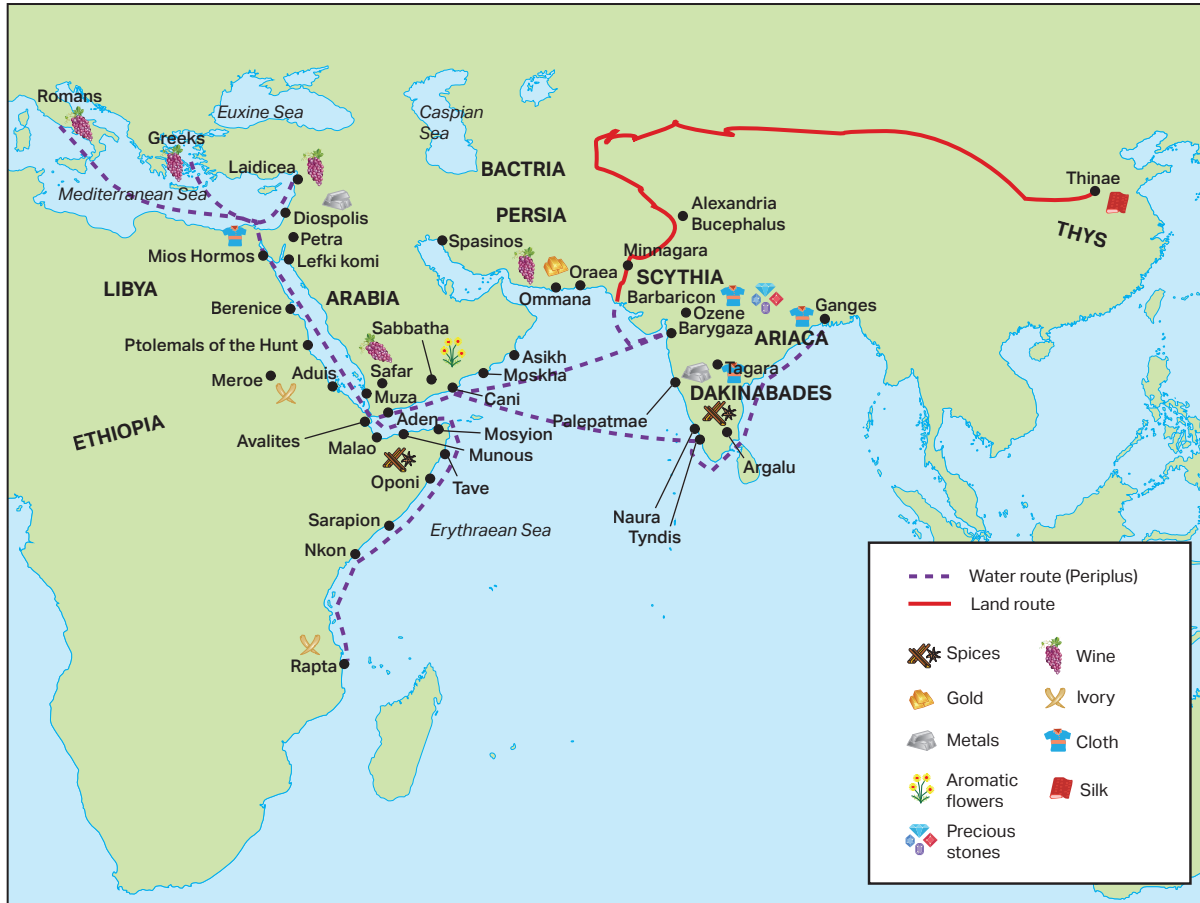 Romans
Euxine Sea
Caspian
Sea
Greeks
Laidicea
BACTRIA
Mediterranean Sea
Thinae
Diospolis
PERSIA
Alexandria
Bucephalus
Petra
Spasinos
THYS
Mios Hormos
Lefki komi
Minnagara
Oraea
SCYTHIA
LIBYA
ARABIA
Ommana
Barbaricon
Ganges
Berenice
Ozene
Barygaza
ARIACA
Sabbatha
Ptolemals of the Hunt
Asikh
Safar
Tagara
Meroe
Aduis
Moskha
Muza
Cani
DAKINABADES
Aden
Palepatmae
ETHIOPIA
Avalites
Mosyion
Malao
Munous
Argalu
Oponi
Tave
Naura
Tyndis
Sarapion
Erythraean Sea
Nkon
Rapta
Water route (Periplus)
Land route
Spices
Wine
Gold
Ivory
Metals
Cloth
Aromatic
flowers
Silk
Precious
stones